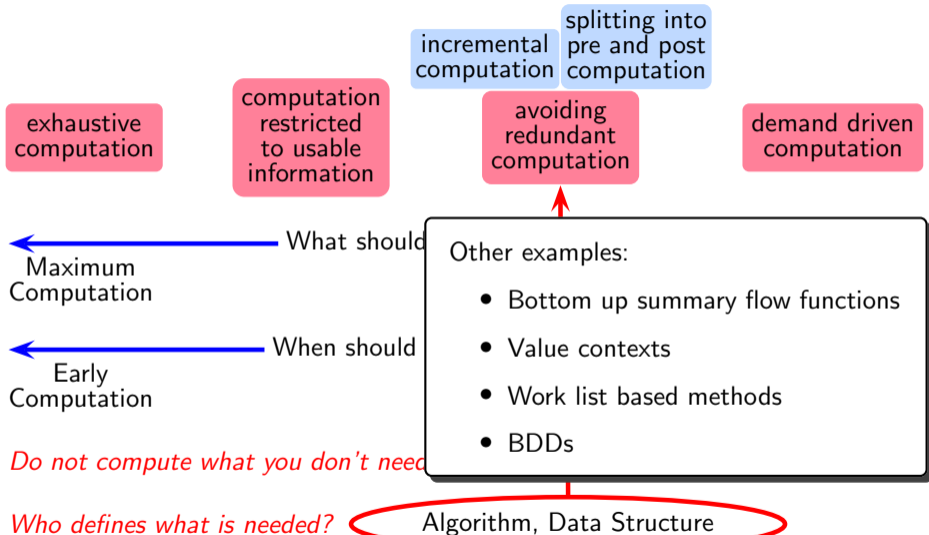 incremental
computation
splitting into
pre and post
computation
exhaustive
computation
computation
restricted
to usable
information
avoiding
redundant
computation
demand driven
computation
What should
Maximum
Computation
When should
Early
Computation
Other examples:
• Bottom up summary flow functions
• Value contexts
• Work list based methods
• BDDs
Do not compute what you don't need
Who defines what is needed?
Algorithm, Data Structure